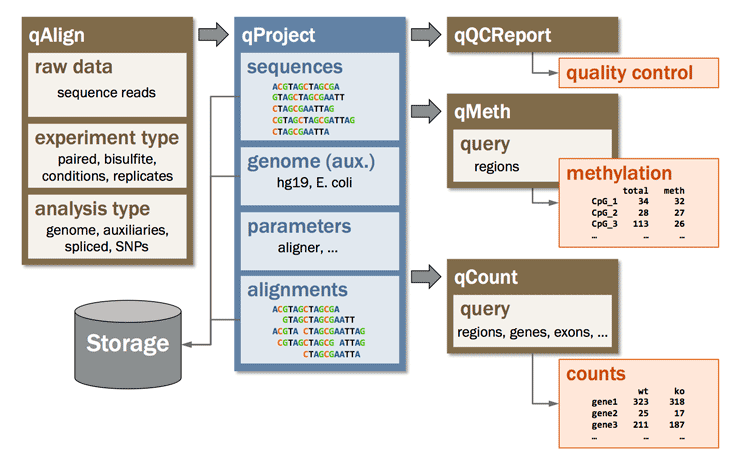 qAlign
raw data
sequence reads
experiment type
paired, bisulfite,
conditions, replicates
analysis type
genome, auxiliaries,
spliced, SNPs
Storage
qProject
sequences
ACGTAGCTAGCGA
GTAGCTAGCGAATT
CTAGCGAATTAG
CGTAGCTAGCGATTAG
CTAGCGAATTA
genome (aux.)
hg19, E. coli
parameters
aligner, ...
alignments
ACGTAGCTAGCGA
GTAGCTAGCGAATT
ACGTA CTAGCGAATTAG
CGTAGCTAGCG ATTAG
CTAGCGAATTA
qQCReport
quality control
qMeth
query
regions
methylation
total meth
CpG_1 34 32
CpG_2 28 27
CpG_3 113 26
… … …
qCount
query
regions, genes, exons, ...
counts
wt ko
gene1 323 318
gene2 25 17
gene3 211 187
… … …